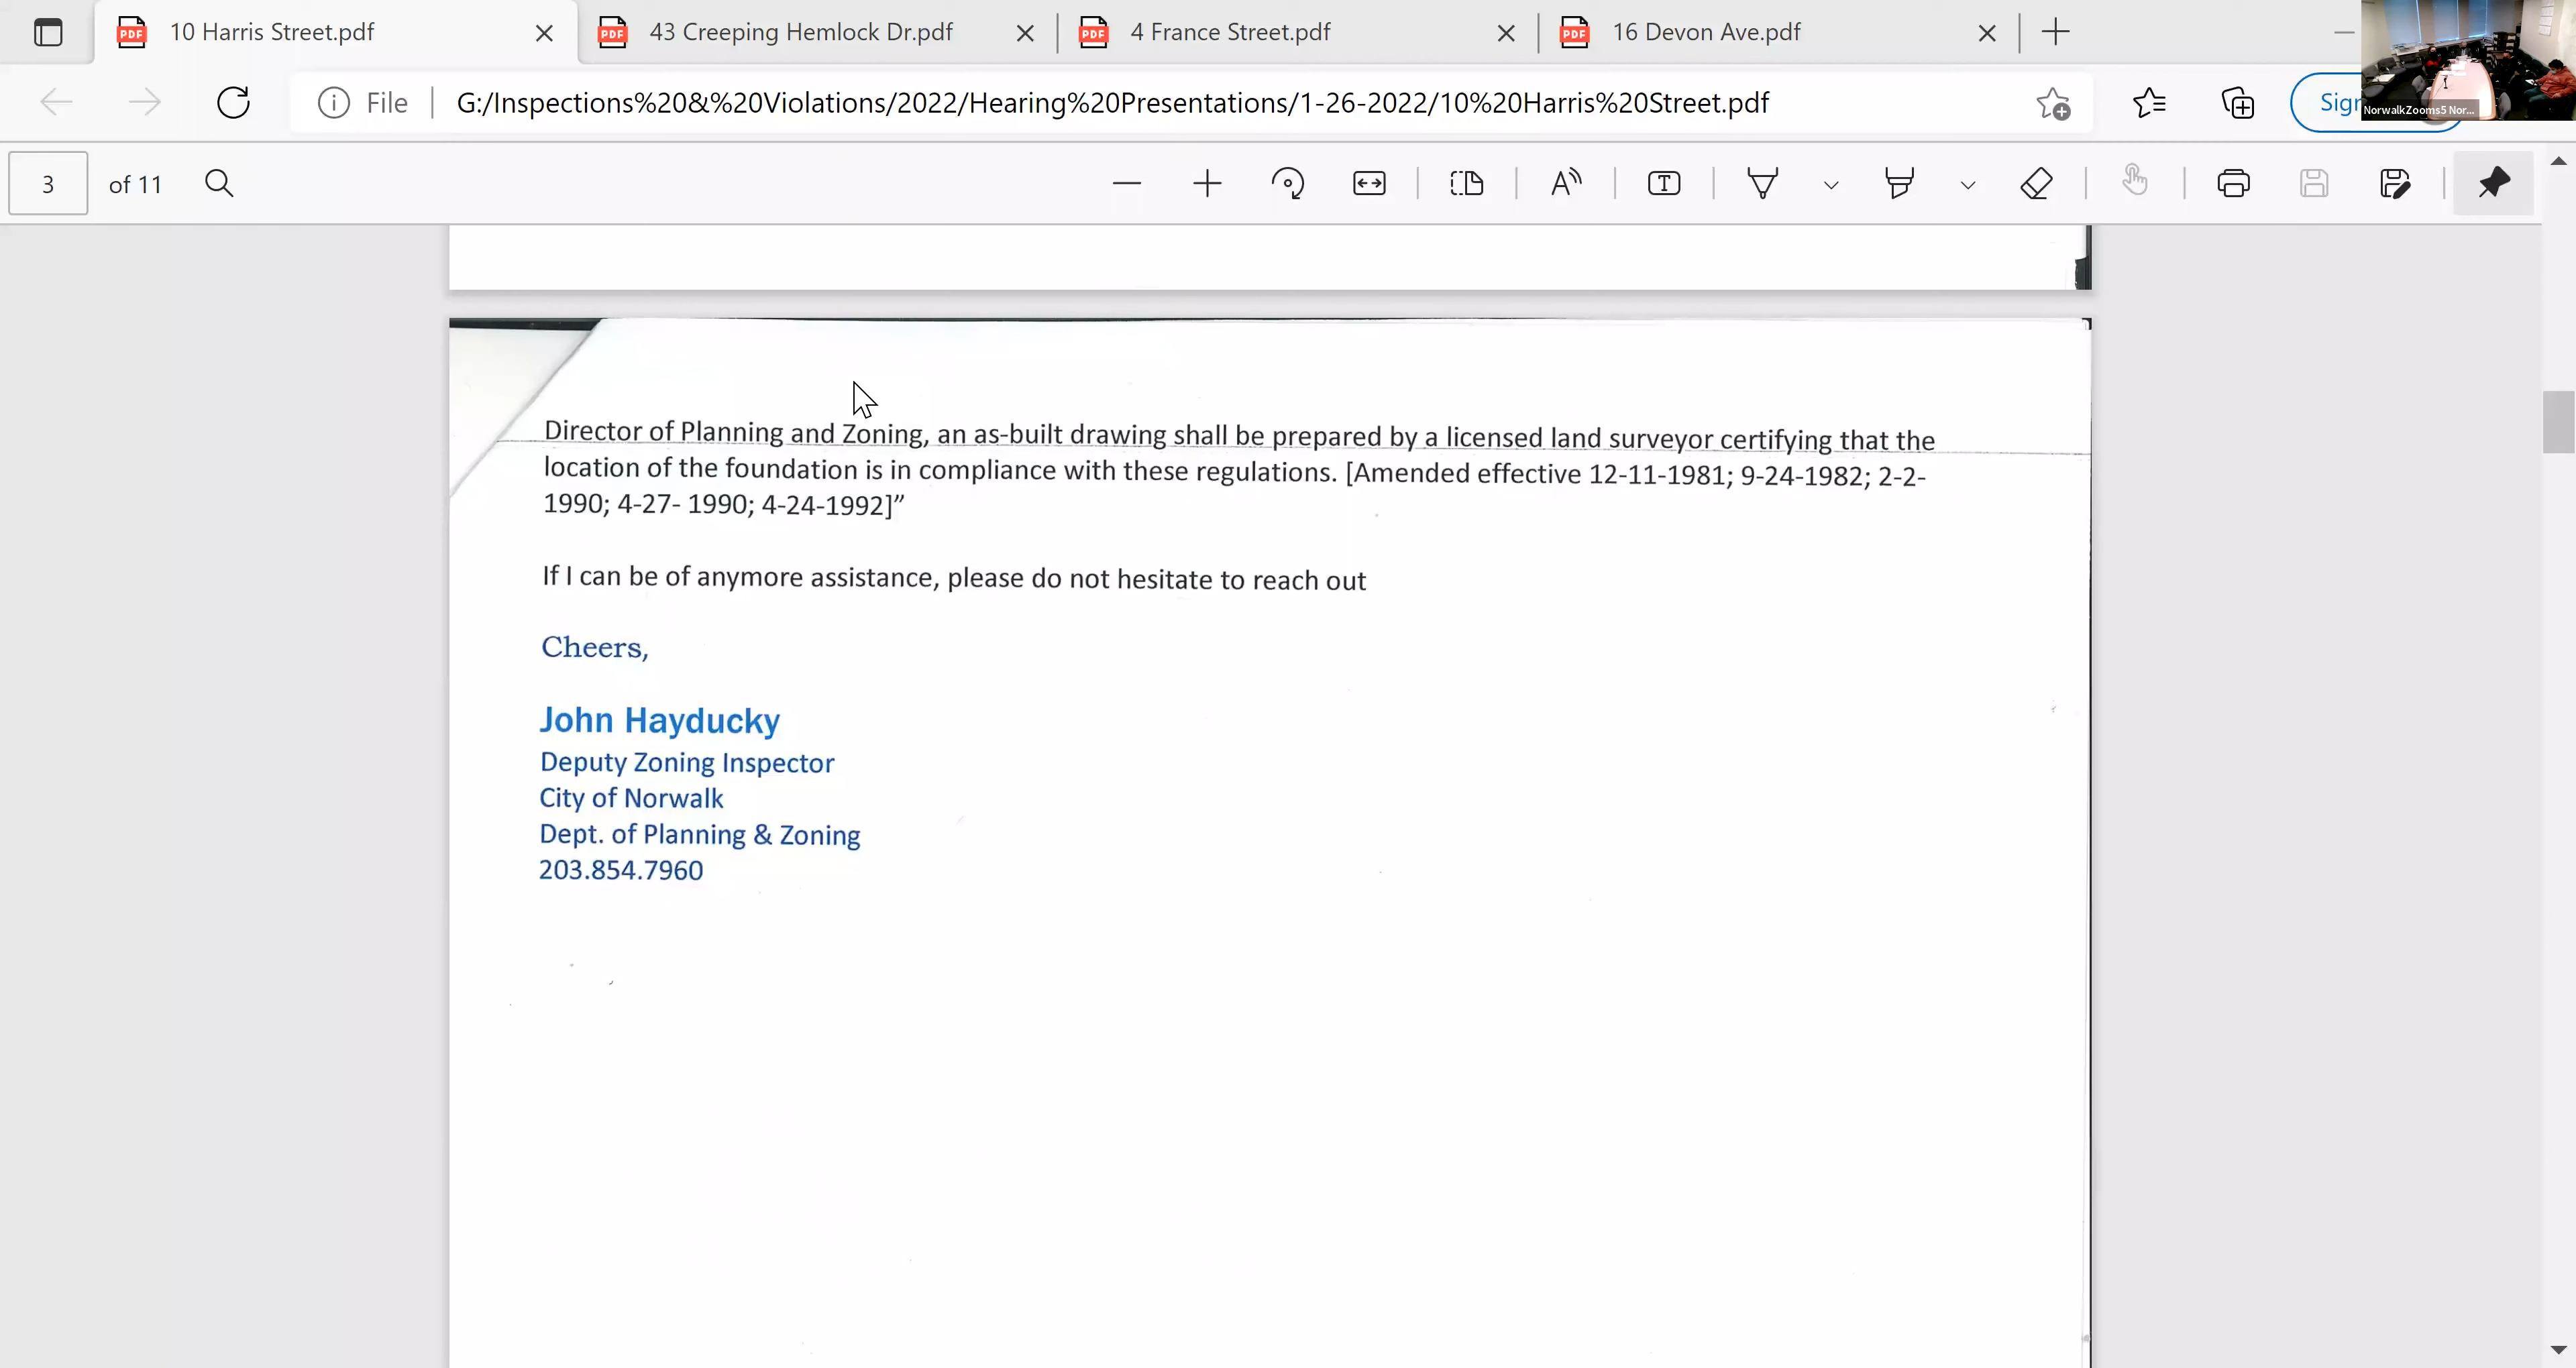 10 Harris Street.pdf
43 Creeping Hemlock Dr.pdf
4 France Street.pdf
16 Devon Ave.pdf
File
G:/Inspections%20&%20Violations/2022/Hearing%20Presentations/1-26-2022/10%20Harris%20Street.pdf
Sign
NorwalkZooms5 Nor...
3 of 11
Director of Planning and Zoning, an as-built drawing shall be prepared by a licensed land surveyor certifying that the
location of the foundation is in compliance with these regulations. [Amended effective 12-11-1981; 9-24-1982; 2-2-
1990; 4-27- 1990; 4-24-1992]”
If I can be of anymore assistance, please do not hesitate to reach out
Cheers,
John Hayducky
Deputy Zoning Inspector
City of Norwalk
Dept. of Planning & Zoning
203.854.7960